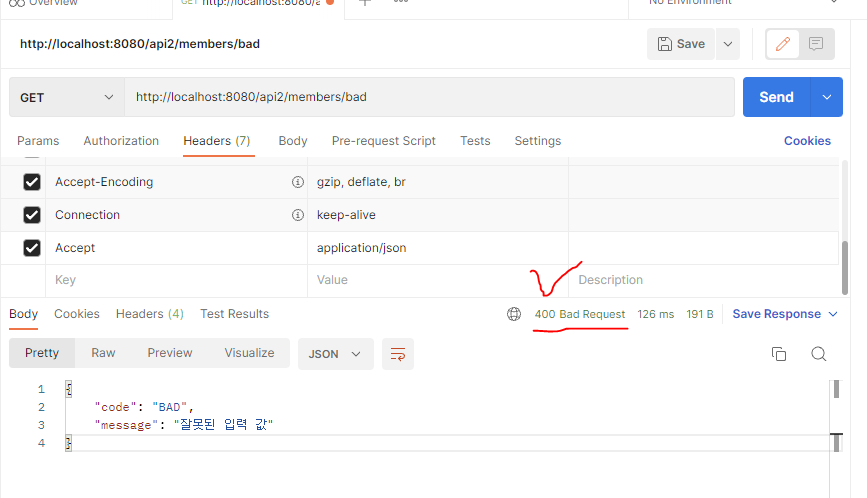 Overview
GET http://localhost:8080/a
No Environment
http://localhost:8080/api2/members/bad
Save
GET
http://localhost:8080/api2/members/bad
Send
Params Authorization Headers (7) Body Pre-request Script Tests Settings Cookies
Accept-Encoding gzip, deflate, br
Connection keep-alive
Accept application/json
Key Value Description
Body Cookies Headers (4) Test Results 400 Bad Request 126 ms 191 B Save Response
Pretty Raw Preview Visualize JSON
1 {
2 "code": "BAD",
3 "message": "잘못된 입력 값"
4 }